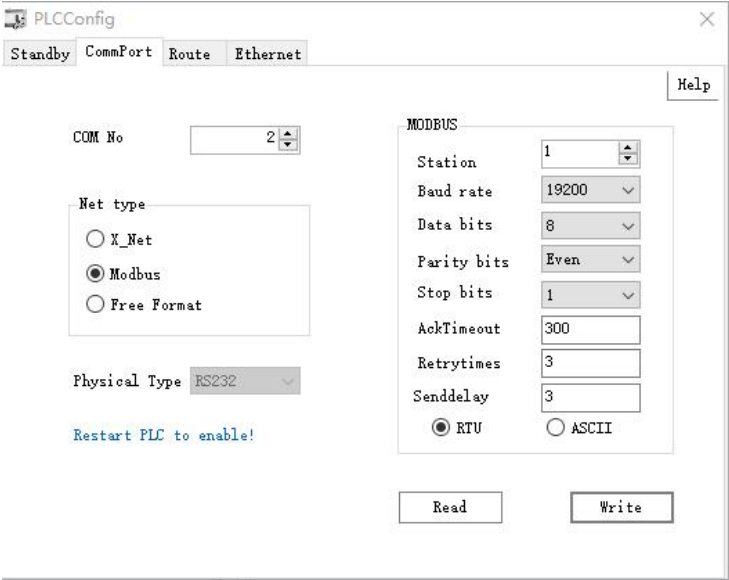 PLCConfig
Standby CommPort Route Ethernet
Help
COM No 2
Net type
X_Net
Modbus
Free Format
Physical Type RS232
Restart PLC to enable!
MODBUS
Station 1
Baud rate 19200
Data bits 8
Parity bits Even
Stop bits 1
AckTimeout 300
Retrytimes 3
Senddelay 3
RTU ASCII
Read Write